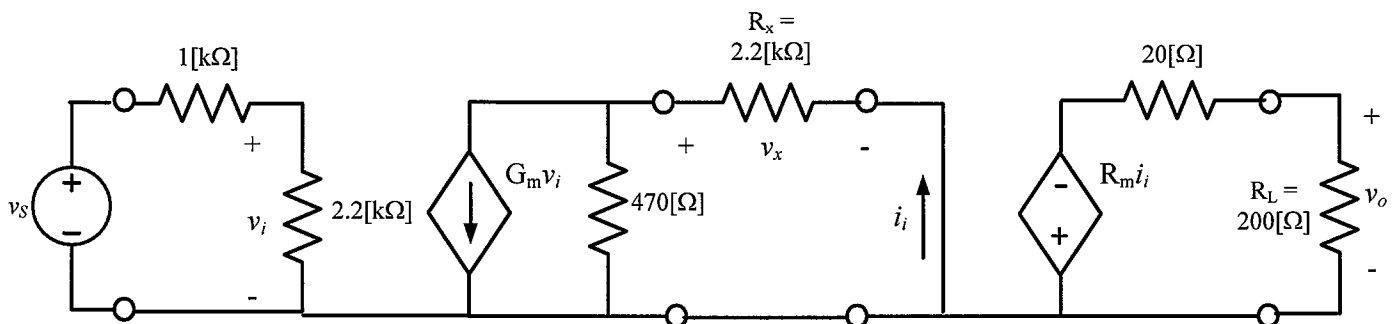 1[kΩ]
+
-
v_S
+
v_i
-
2.2[kΩ]
G_m v_i
470[Ω]
R_x =
2.2[kΩ]
+
v_x
-
i_i
-
+
R_m i_i
20[Ω]
R_L =
200[Ω]
+
v_o
-